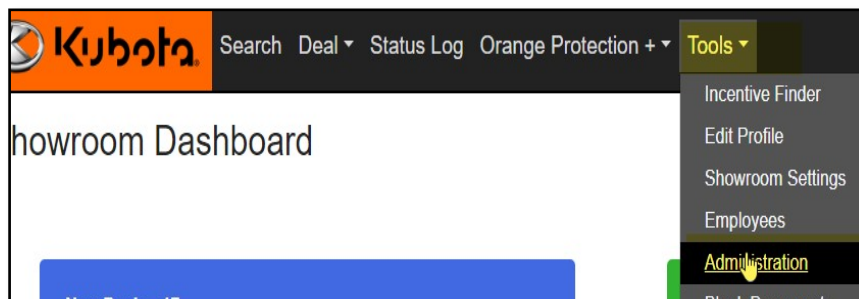 Kubota. Search Deal Status Log Orange Protection + Tools
Incentive Finder
howroom Dashboard
Edit Profile
Showroom Settings
Employees
Administration